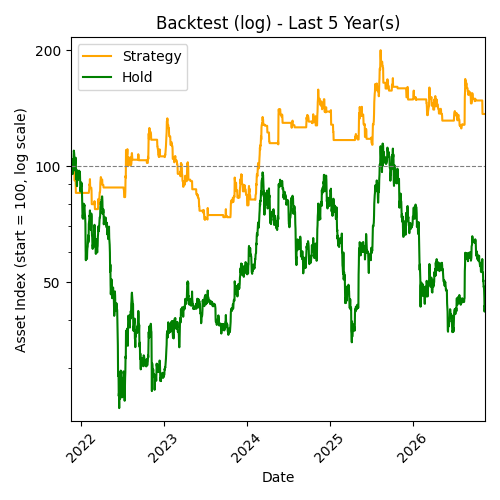 Backtest (log) - Last 5 Year(s)
Strategy
Hold
Asset Index (start = 100, log scale)
200
100
50
2022
2023
2024
2025
2026
Date